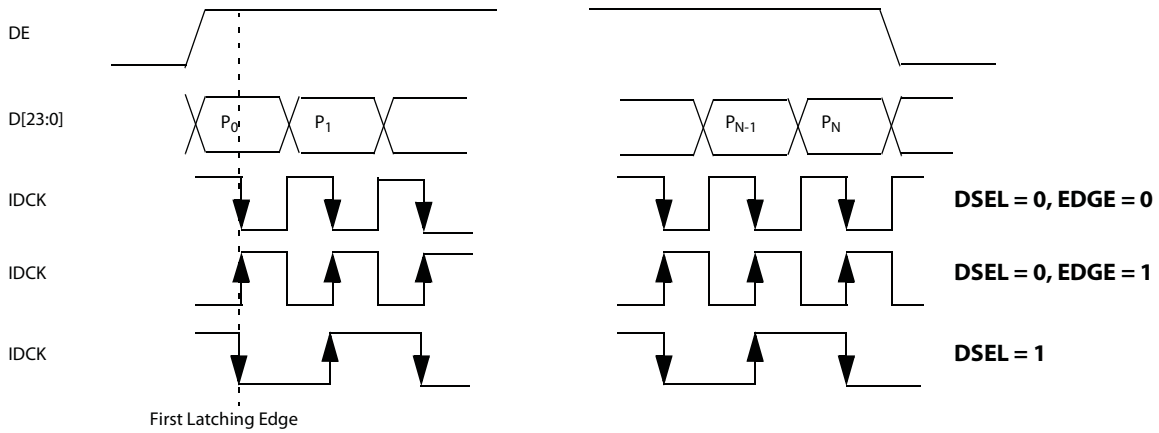 DE
D[23:0] P₀ P₁ Pₙ₋₁ P_N
IDCK DSEL = 0, EDGE = 0
IDCK DSEL = 0, EDGE = 1
IDCK DSEL = 1
First Latching Edge